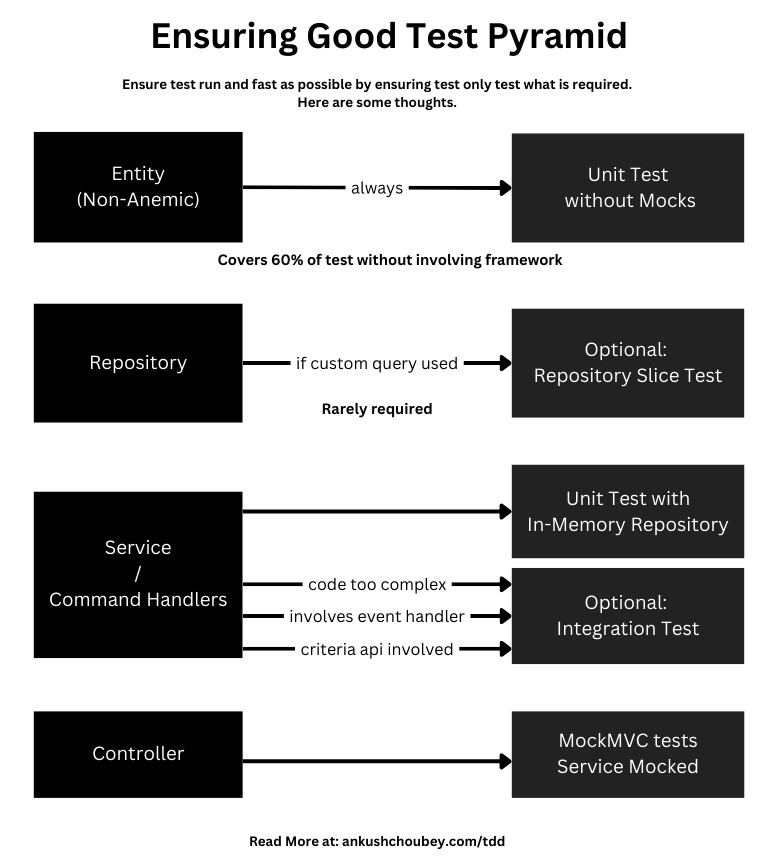 Ensuring Good Test Pyramid
Ensure test run and fast as possible by ensuring test only test what is required.
Here are some thoughts.
Entity
(Non-Anemic)
always
Unit Test
without Mocks
Covers 60% of test without involving framework
Repository
if custom query used
Optional:
Repository Slice Test
Rarely required
Service
/
Command Handlers
Unit Test with
In-Memory Repository
code too complex
involves event handler
criteria api involved
Optional:
Integration Test
Controller
MockMVC tests
Service Mocked
Read More at: ankushchoubey.com/tdd